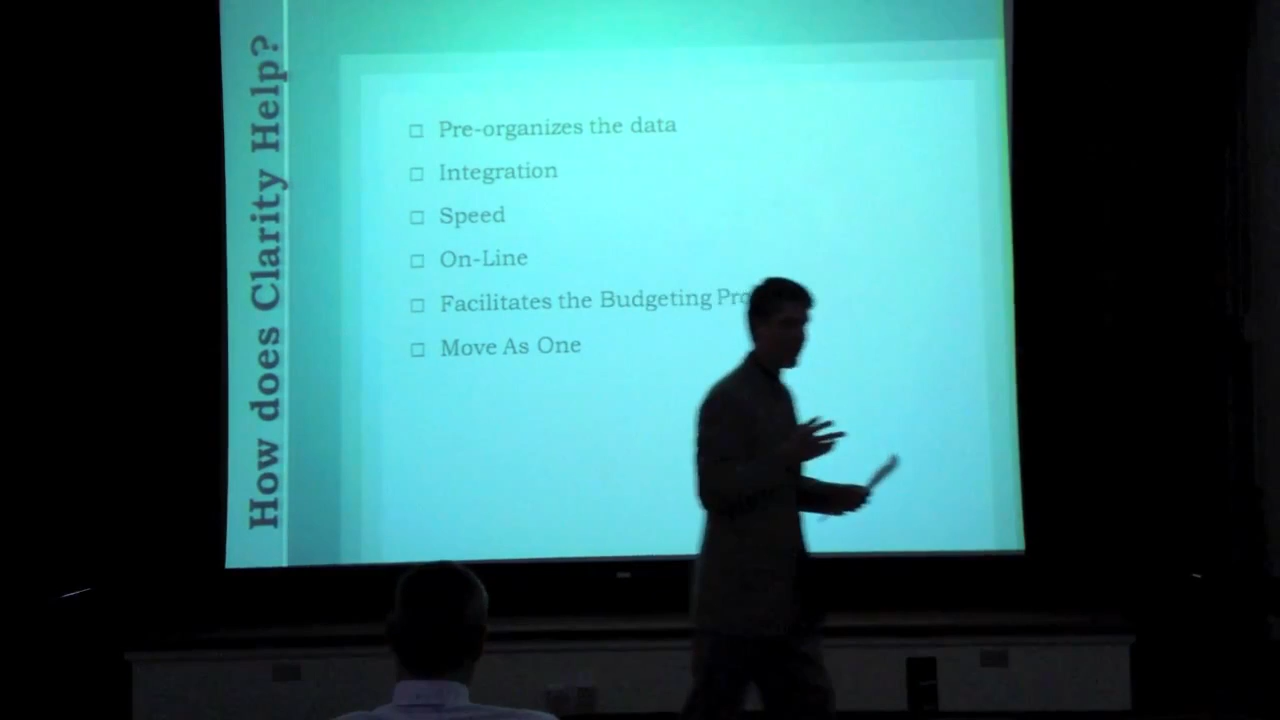 How does Clarity Help?
Pre-organizes the data
Integration
Speed
On-Line
Facilitates the Budgeting
Move As One